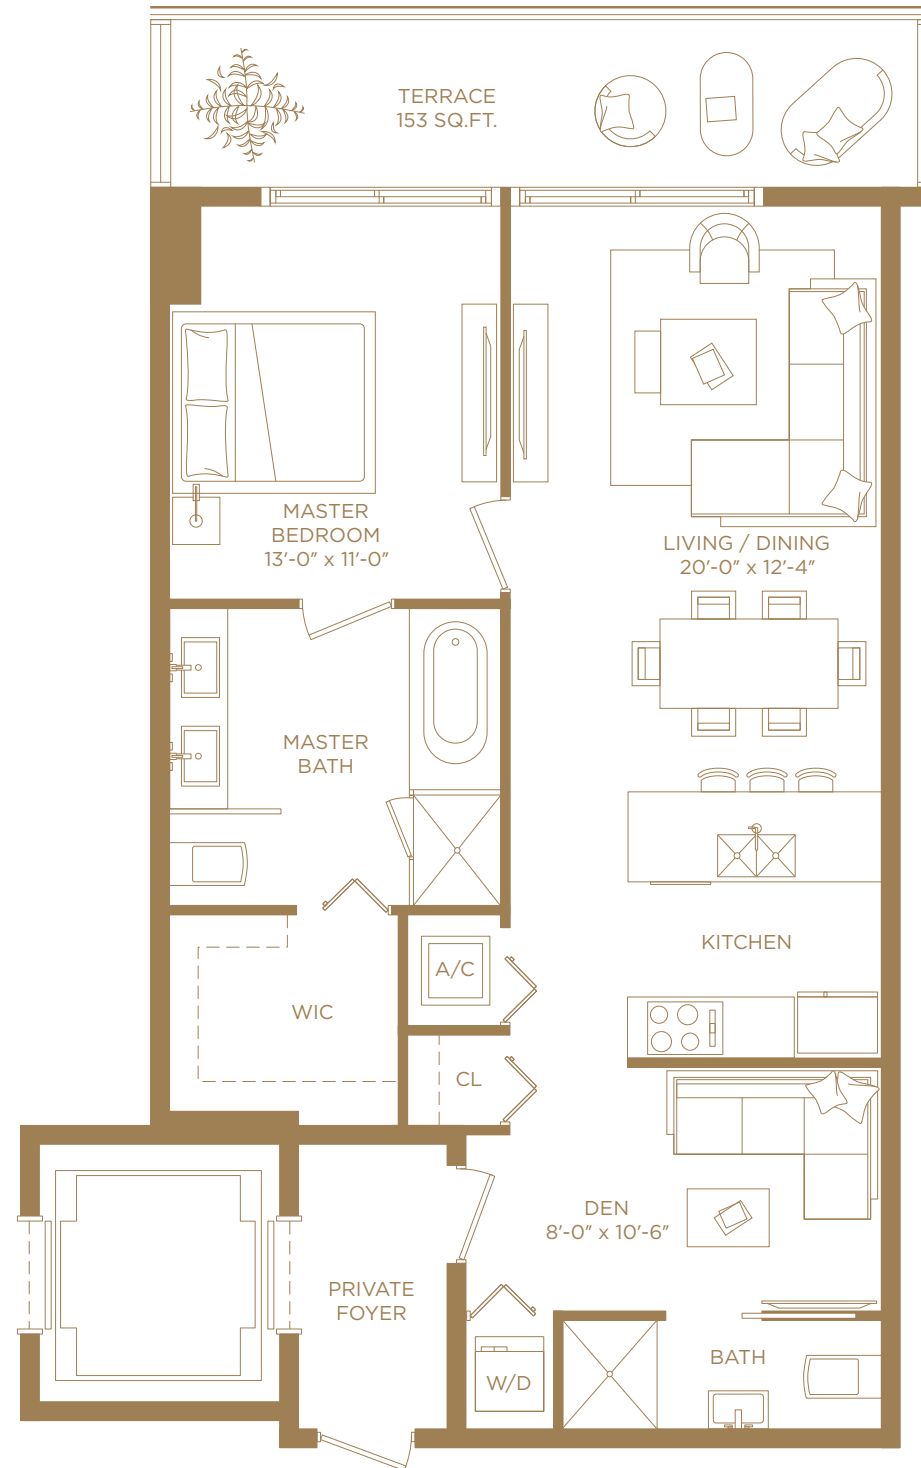 TERRACE
153 SQ.FT.
MASTER
BEDROOM
13'-0" x 11'-0"
LIVING / DINING
20'-0" x 12'-4"
MASTER
BATH
KITCHEN
A/C
WIC
CL
DEN
8'-0" x 10'-6"
PRIVATE
FOYER
BATH
W/D